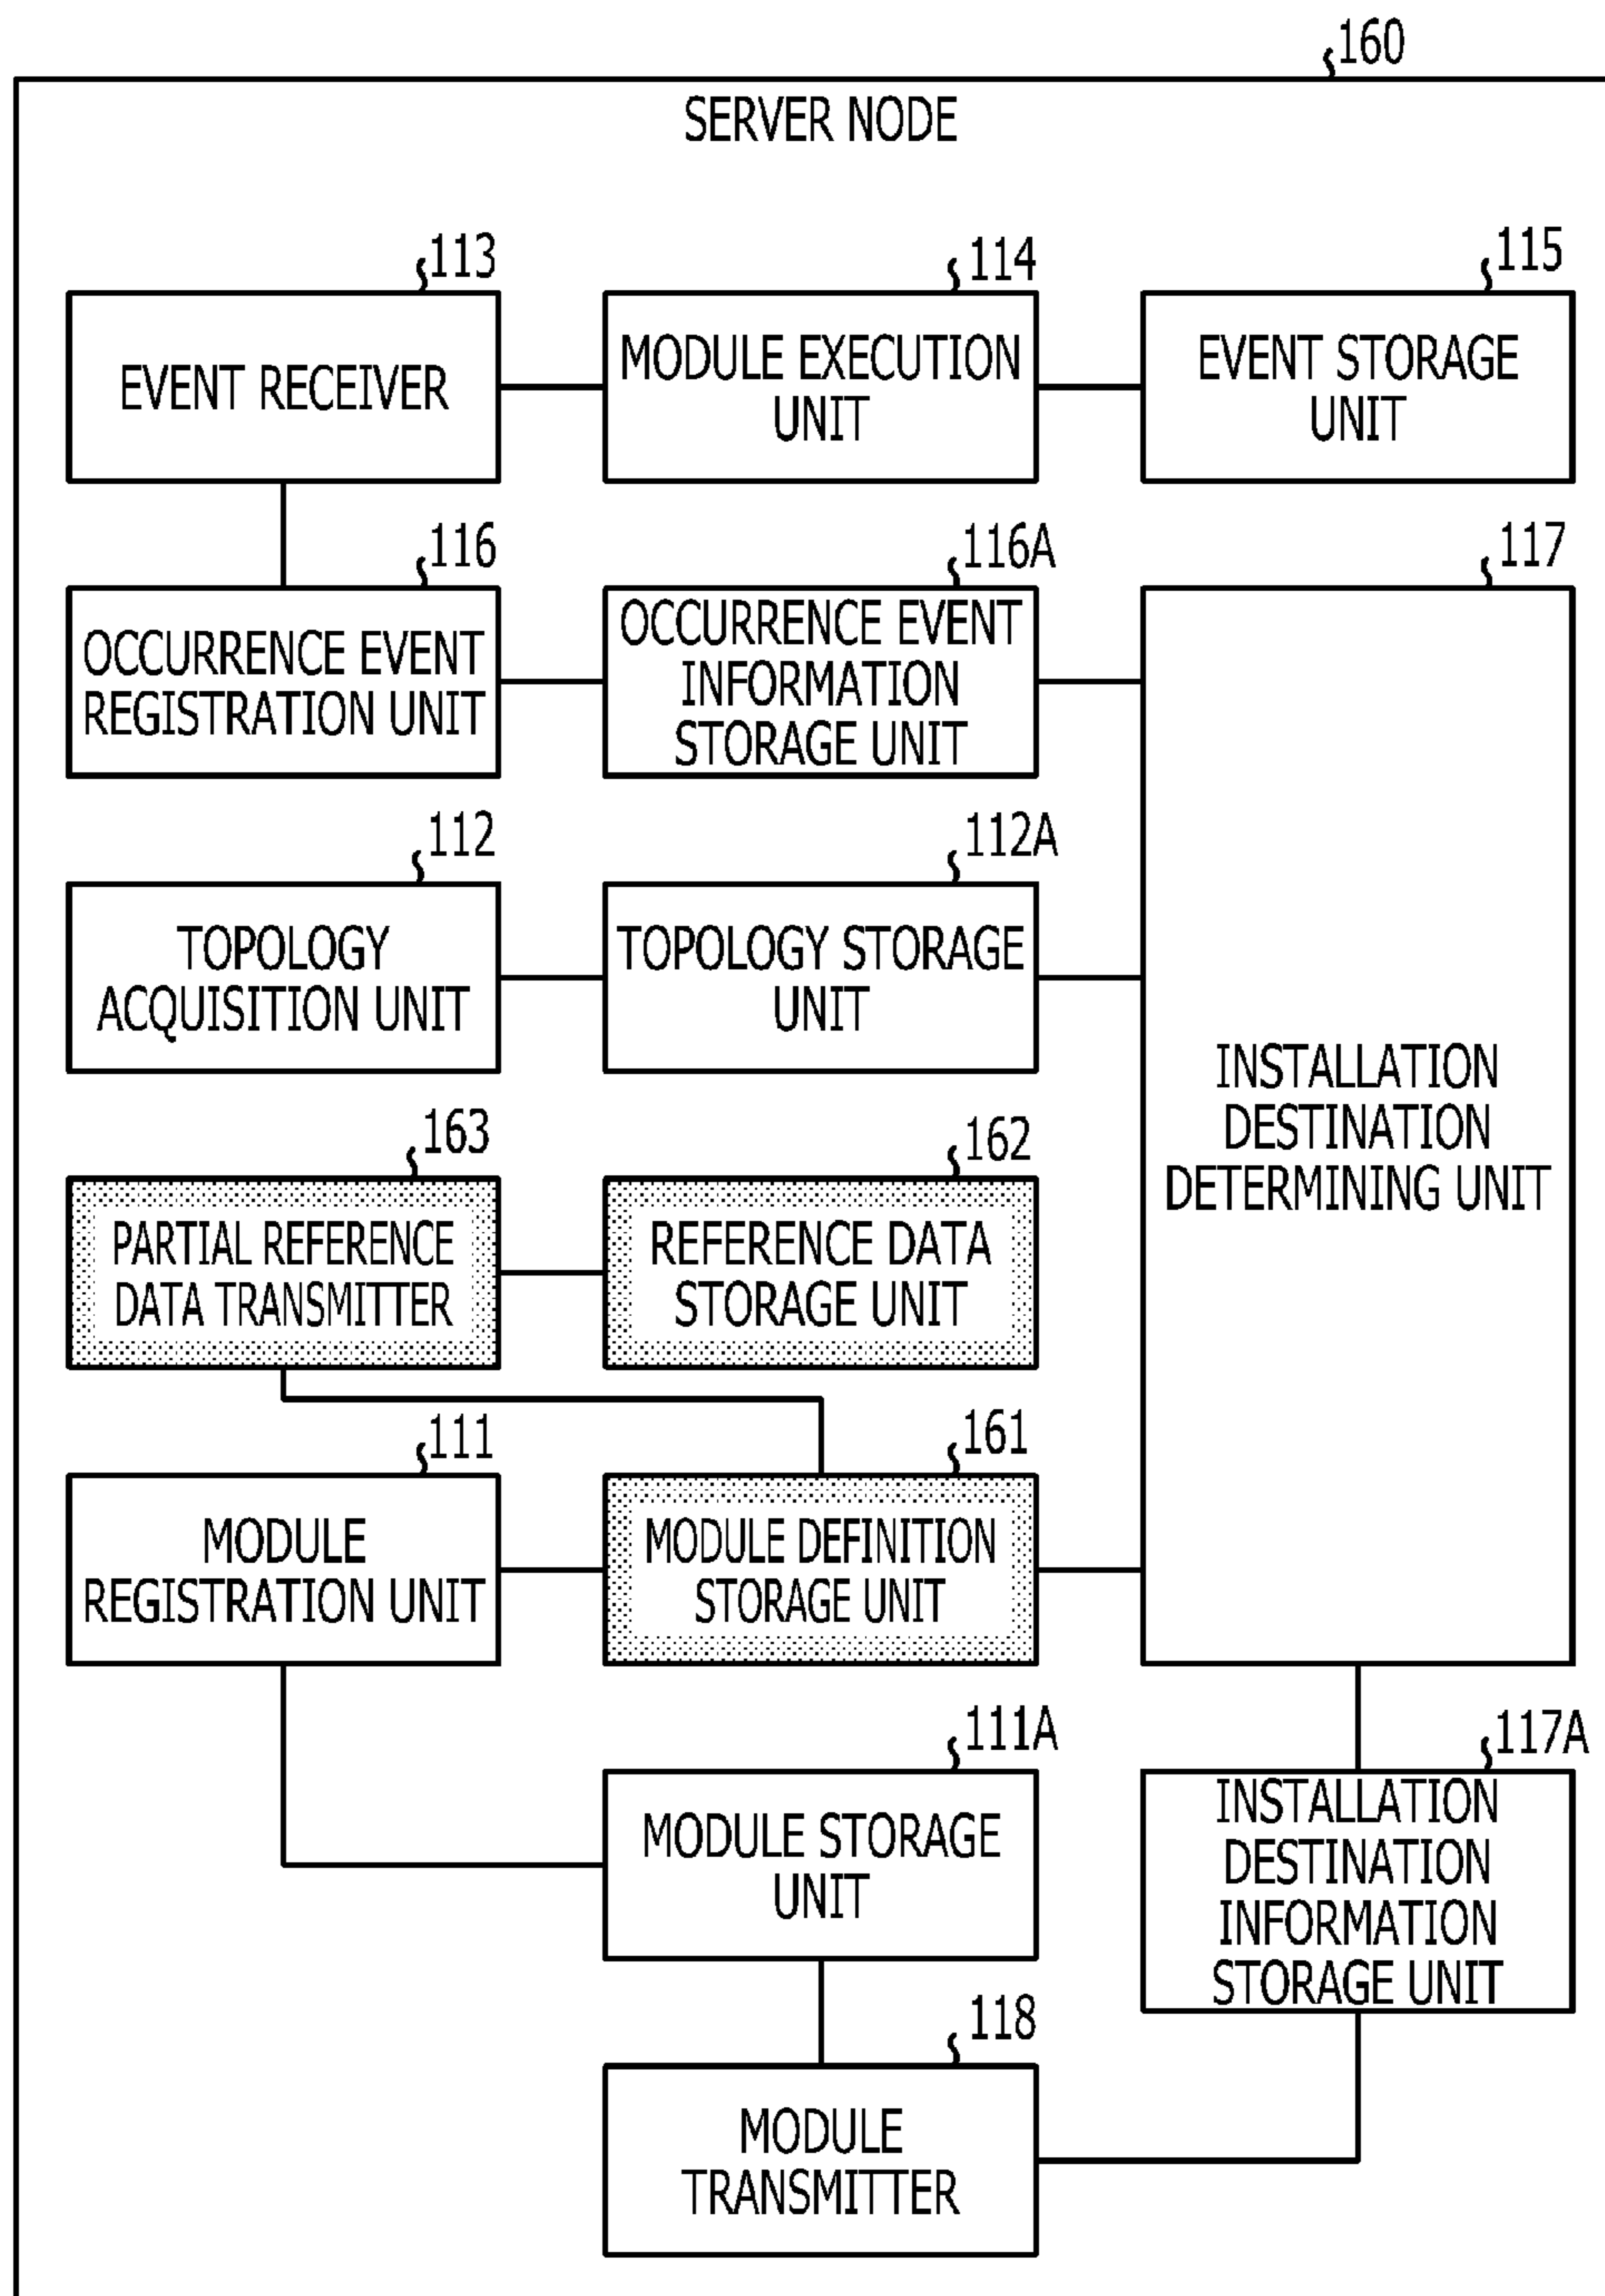 160
SERVER NODE
113
114
115
EVENT RECEIVER
MODULE EXECUTION
UNIT
EVENT STORAGE
UNIT
116
116A
117
OCCURRENCE EVENT
REGISTRATION UNIT
OCCURRENCE EVENT
INFORMATION
STORAGE UNIT
INSTALLATION
DESTINATION
DETERMINING UNIT
112
112A
TOPOLOGY
ACQUISITION UNIT
TOPOLOGY STORAGE
UNIT
163
162
PARTIAL REFERENCE
DATA TRANSMITTER
REFERENCE DATA
STORAGE UNIT
111
161
MODULE
REGISTRATION UNIT
MODULE DEFINITION
STORAGE UNIT
111A
117A
MODULE STORAGE
UNIT
INSTALLATION
DESTINATION
INFORMATION
STORAGE UNIT
118
MODULE
TRANSMITTER